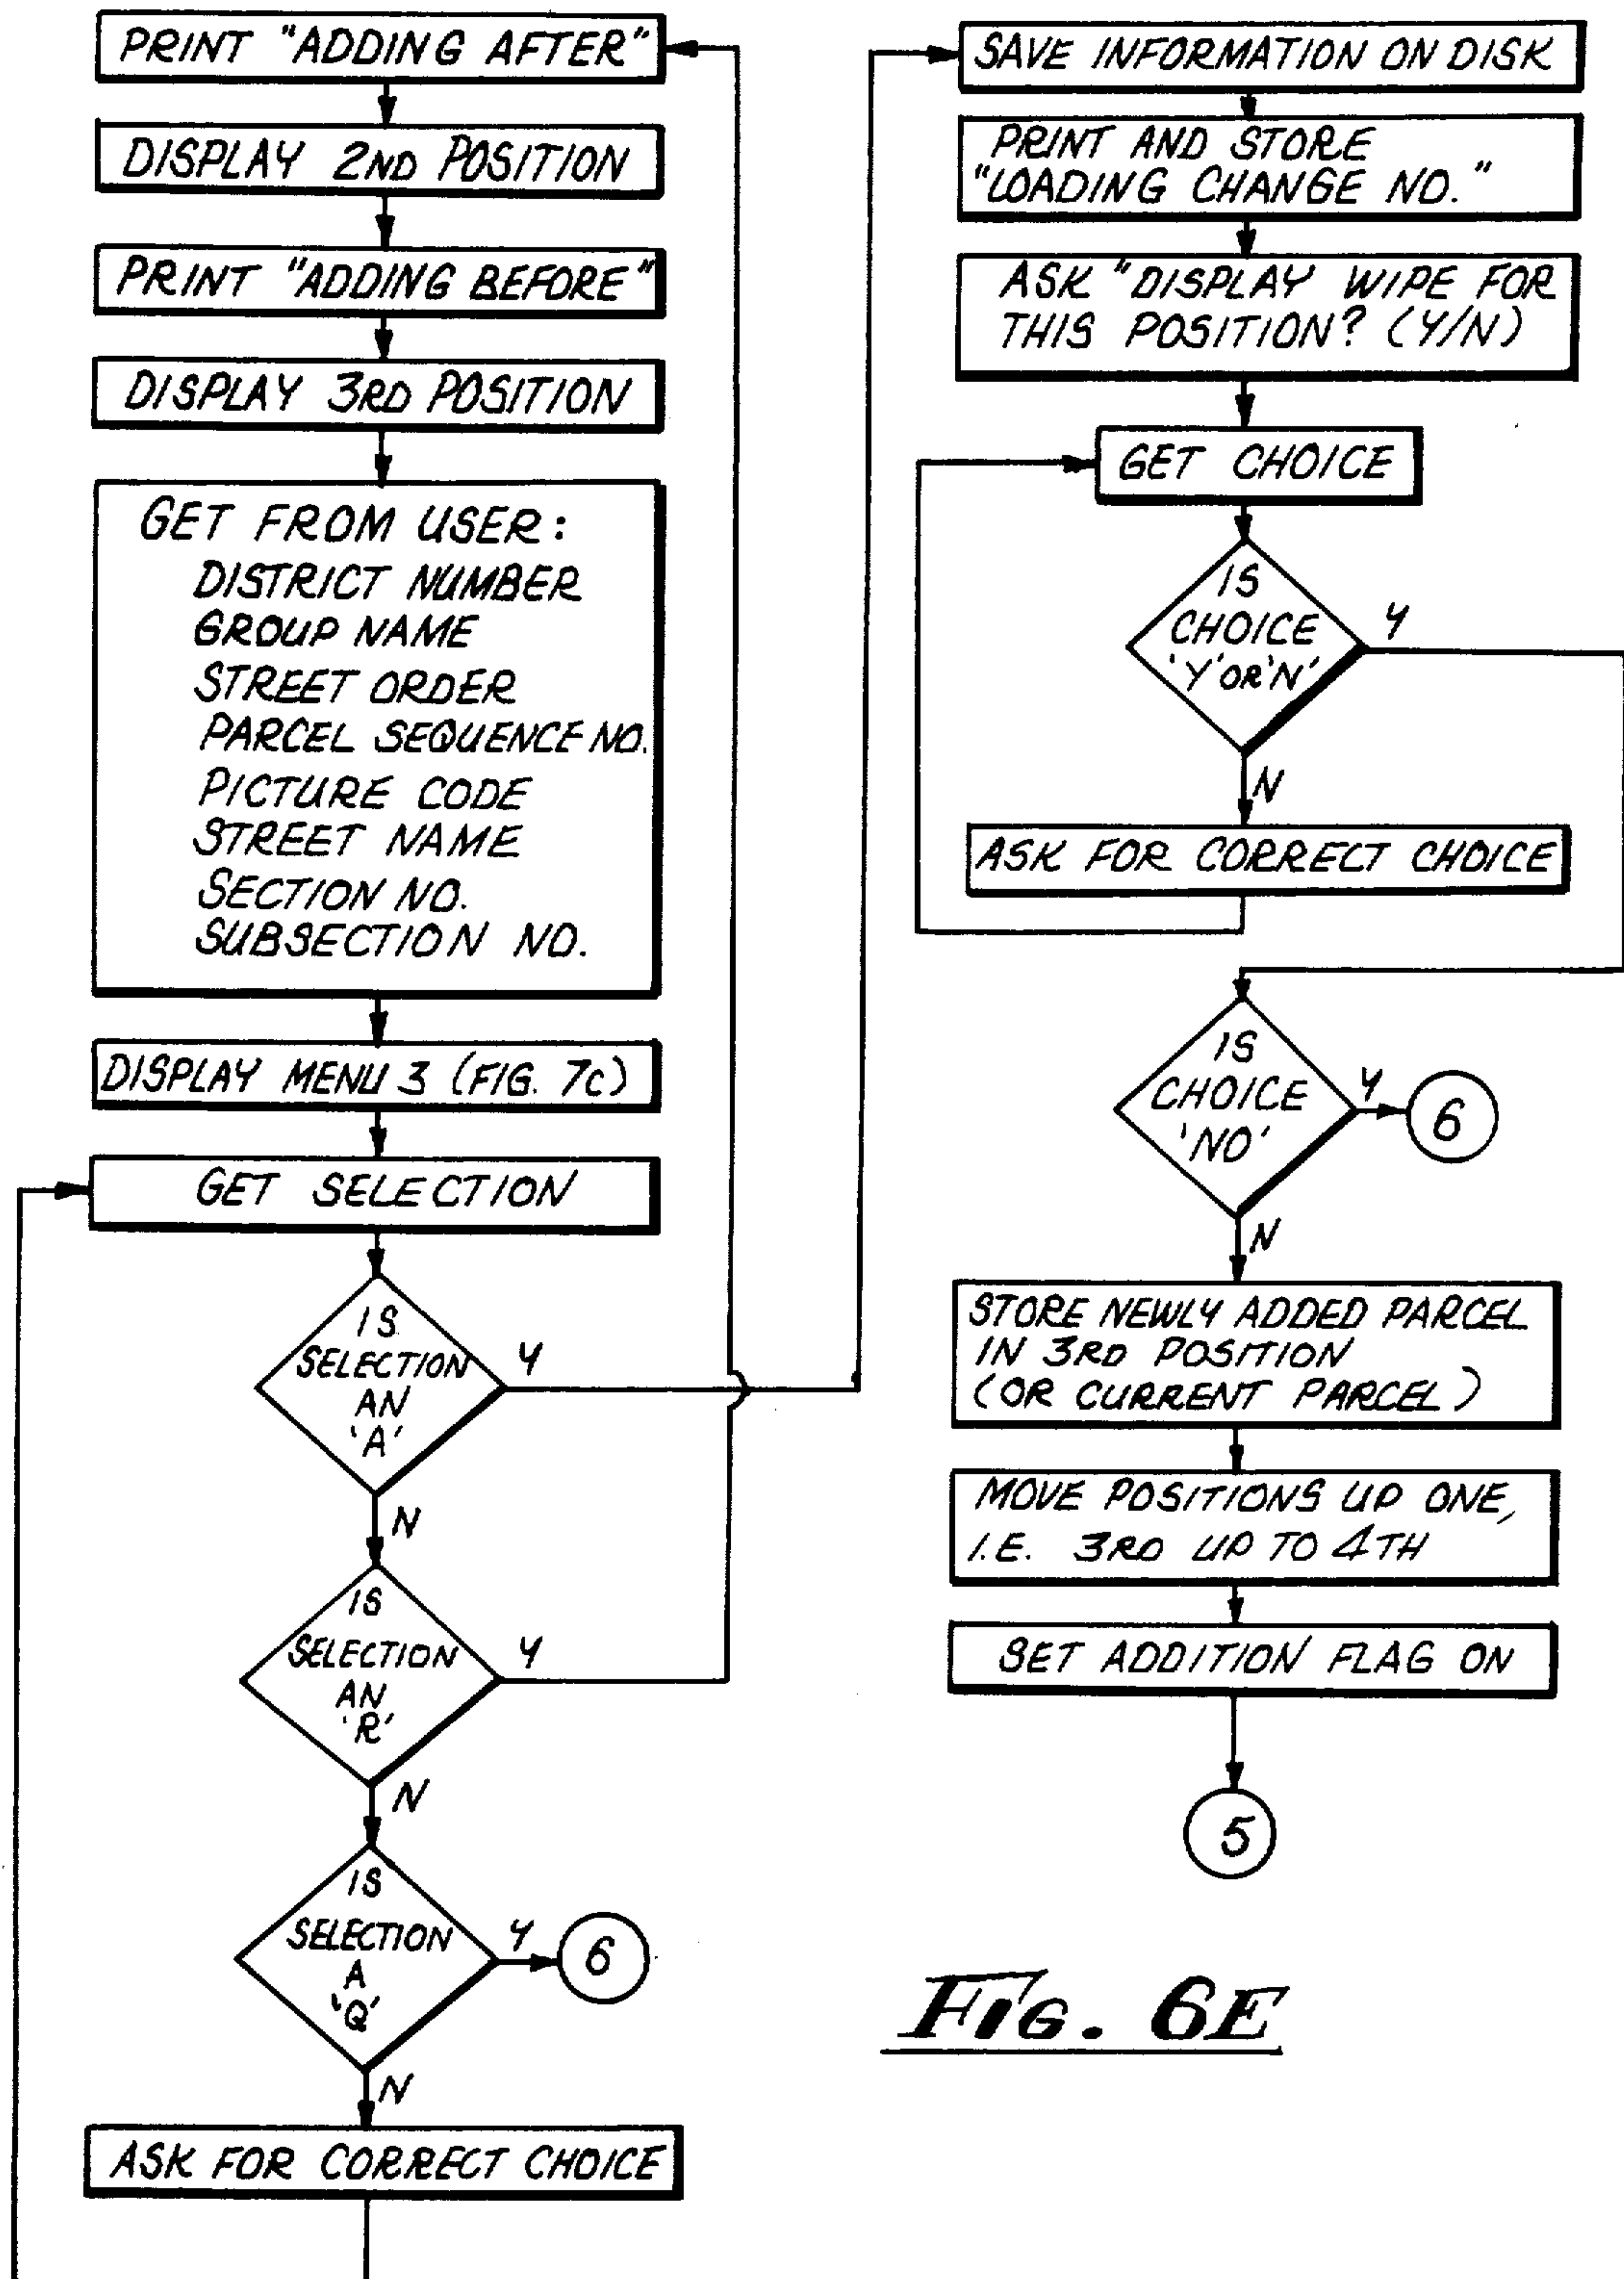 PRINT "ADDING AFTER"
DISPLAY 2ND POSITION
PRINT "ADDING BEFORE"
DISPLAY 3RD POSITION
GET FROM USER:
DISTRICT NUMBER
GROUP NAME
STREET ORDER
PARCEL SEQUENCE NO.
PICTURE CODE
STREET NAME
SECTION NO.
SUBSECTION NO.
DISPLAY MENU 3 (FIG. 7C)
GET SELECTION
IS
SELECTION
AN
'A'
Y
N
IS
SELECTION
AN
'R'
Y
N
IS
SELECTION
A
'Q'
Y
6
N
ASK FOR CORRECT CHOICE
SAVE INFORMATION ON DISK
PRINT AND STORE
"LOADING CHANGE NO."
ASK "DISPLAY WIPE FOR
THIS POSITION? (Y/N)
GET CHOICE
IS
CHOICE
'Y' OR 'N'
Y
N
ASK FOR CORRECT CHOICE
IS
CHOICE
'NO'
Y
6
N
STORE NEWLY ADDED PARCEL
IN 3RD POSITION
(OR CURRENT PARCEL)
MOVE POSITIONS UP ONE,
I.E. 3RD UP TO 4TH
SET ADDITION FLAG ON
5
FIG. 6E